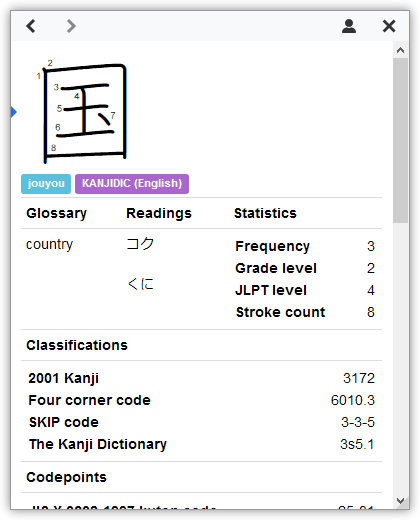 1 2 3 4 5 6 7 8
国
jouyou KANJIDIC (English)
Glossary Readings Statistics
country コク Frequency 3
Grade level 2
くに JLPT level 4
Stroke count 8
Classifications
2001 Kanji 3172
Four corner code 6010.3
SKIP code 3-3-5
The Kanji Dictionary 3s5.1
Codepoints